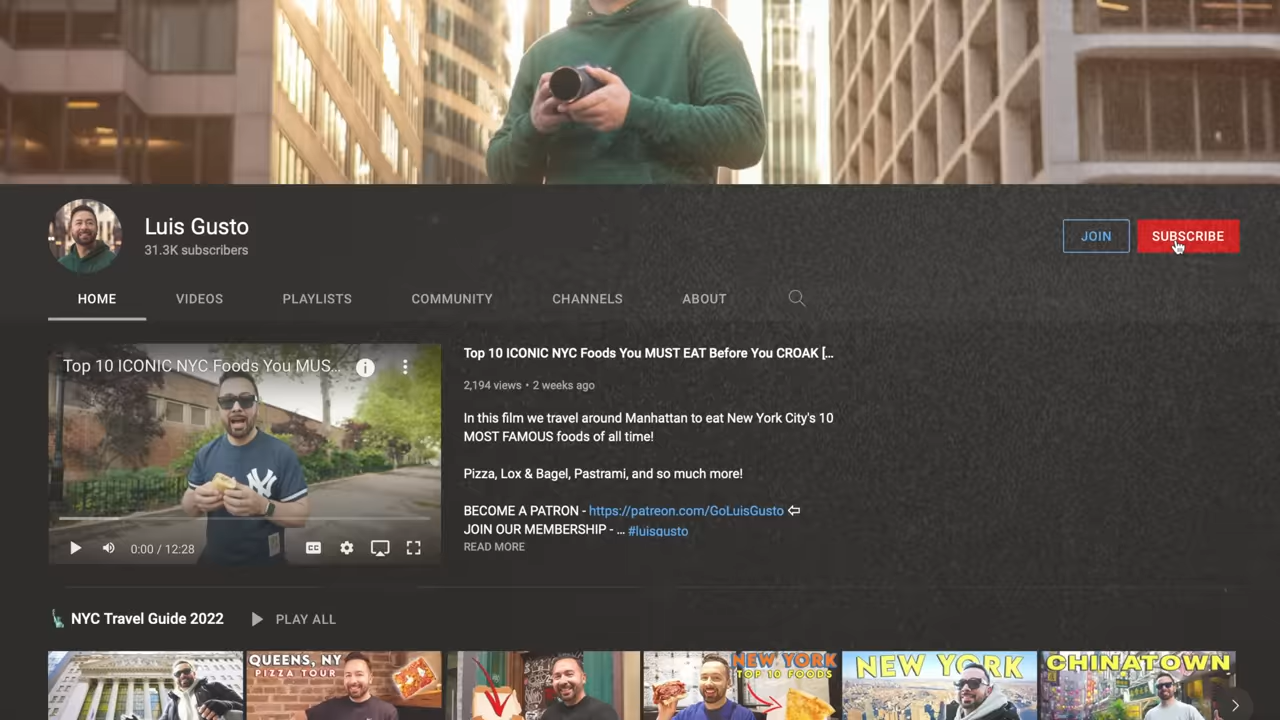 Luis Gusto
31.3K subscribers
JOIN
SUBSCRIBE
HOME
VIDEOS
PLAYLISTS
COMMUNITY
CHANNELS
ABOUT
Top 10 ICONIC NYC Foods You MUS...
0:00 / 12:28
CC
Top 10 ICONIC NYC Foods You MUST EAT Before You CROAK [...
2,194 views • 2 weeks ago
In this film we travel around Manhattan to eat New York City's 10
MOST FAMOUS foods of all time!
Pizza, Lox & Bagel, Pastrami, and so much more!
BECOME A PATRON - https://patreon.com/GoLuisGusto ⇦
JOIN OUR MEMBERSHIP - ... #luisgusto
READ MORE
NYC Travel Guide 2022
PLAY ALL
QUEENS, NY
PIZZA TOUR
NEW YORK
TOP 10 FOODS
NEW YORK
CHINATOWN